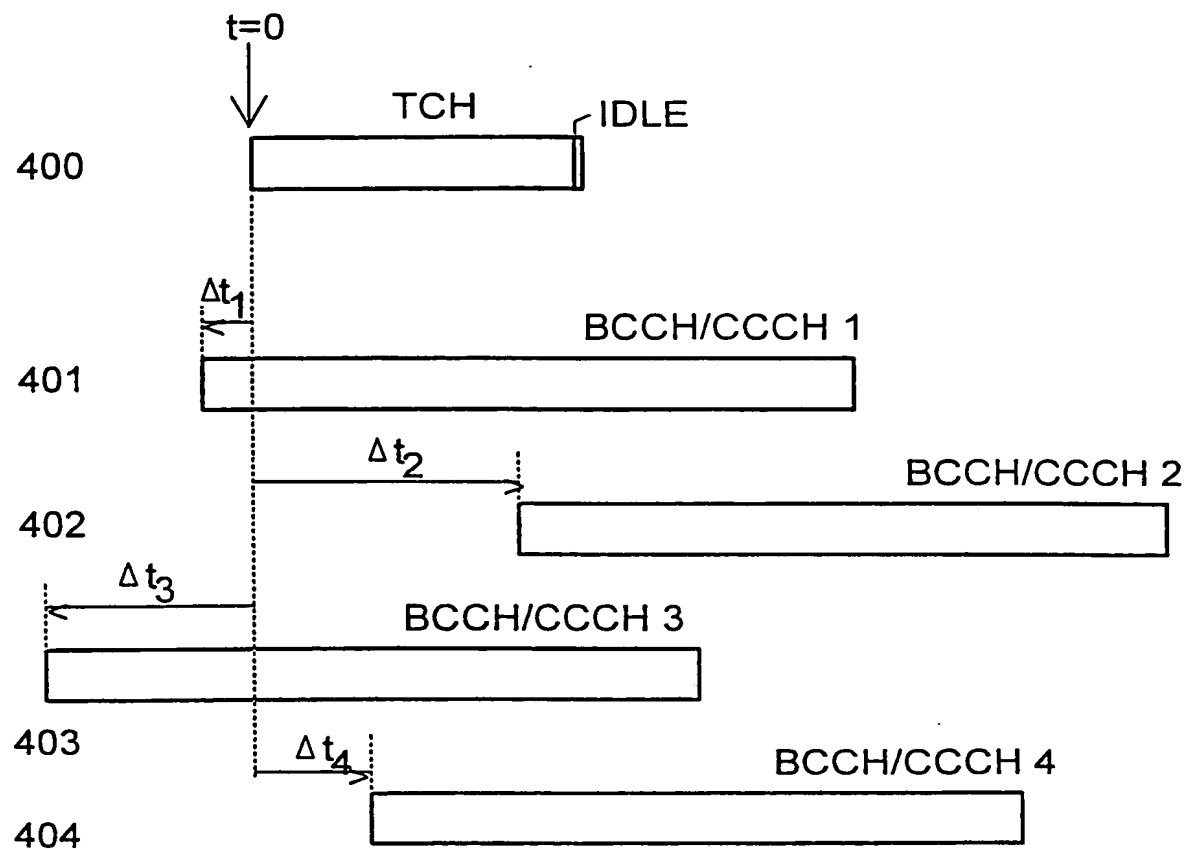 t=0
TCH
IDLE
400
Δt1
BCCH/CCCH 1
401
Δt2
BCCH/CCCH 2
402
Δt3
BCCH/CCCH 3
403
Δt4
BCCH/CCCH 4
404